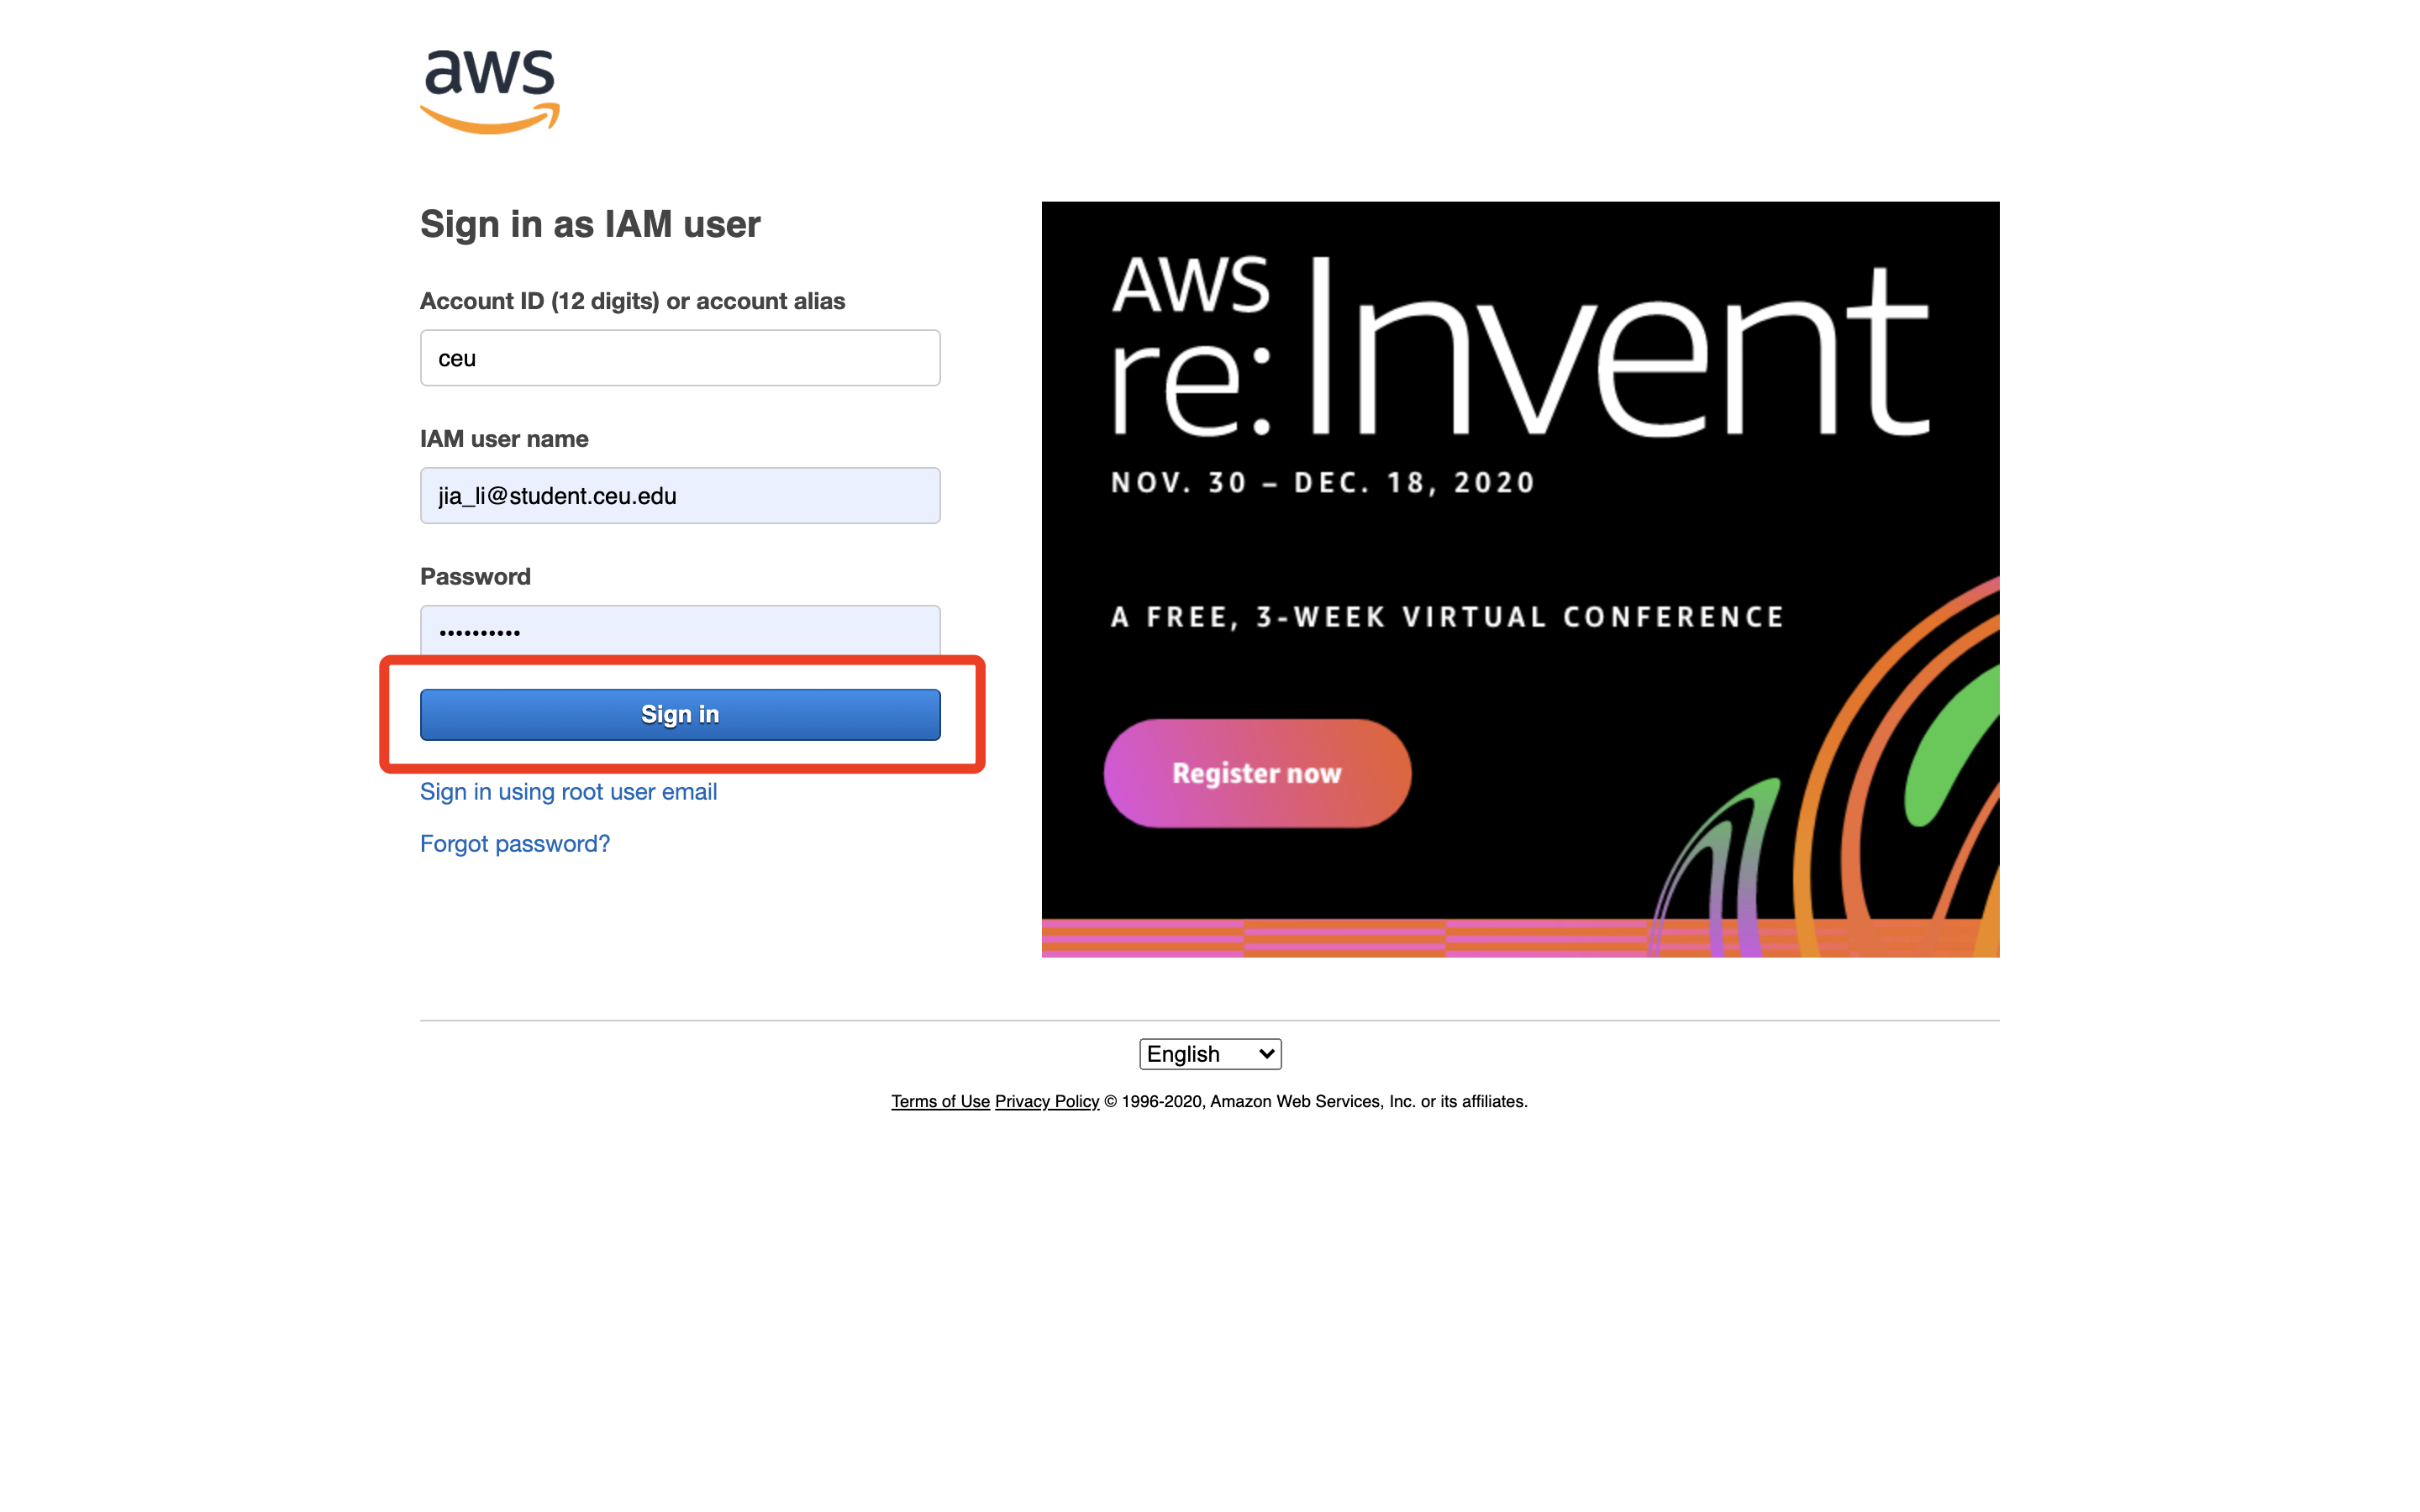 aws
Sign in as IAM user
Account ID (12 digits) or account alias
ceu
IAM user name
jia_li@student.ceu.edu
Password
••••••••••
Sign in
Sign in using root user email
Forgot password?
AWS
re:Invent
NOV. 30 – DEC. 18, 2020
A FREE, 3-WEEK VIRTUAL CONFERENCE
Register now
English
Terms of Use Privacy Policy © 1996-2020, Amazon Web Services, Inc. or its affiliates.